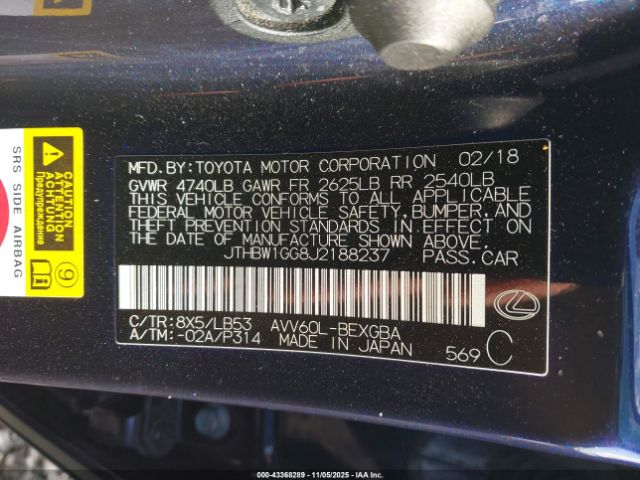 MFD.BY:TOYOTA MOTOR CORPORATION 02/18
GVWR 4740LB GAWR FR 2625LB RR 2540LB
THIS VEHICLE CONFORMS TO ALL APPLICABLE
FEDERAL MOTOR VEHICLE SAFETY, BUMPER, AND
THEFT PREVENTION STANDARDS IN EFFECT ON
THE DATE OF MANUFACTURE SHOWN ABOVE.
JTHBW1GG8J2188237 PASS.CAR
C/TR:8X5/LB53 AVV60L-BEXGBA
A/TM:-02A/P314 MADE IN JAPAN 569 C
SRS SIDE AIRBAG
CAUTION
ATTENTION
9
000-43368289 - 11/05/2025 - IAA, Inc.